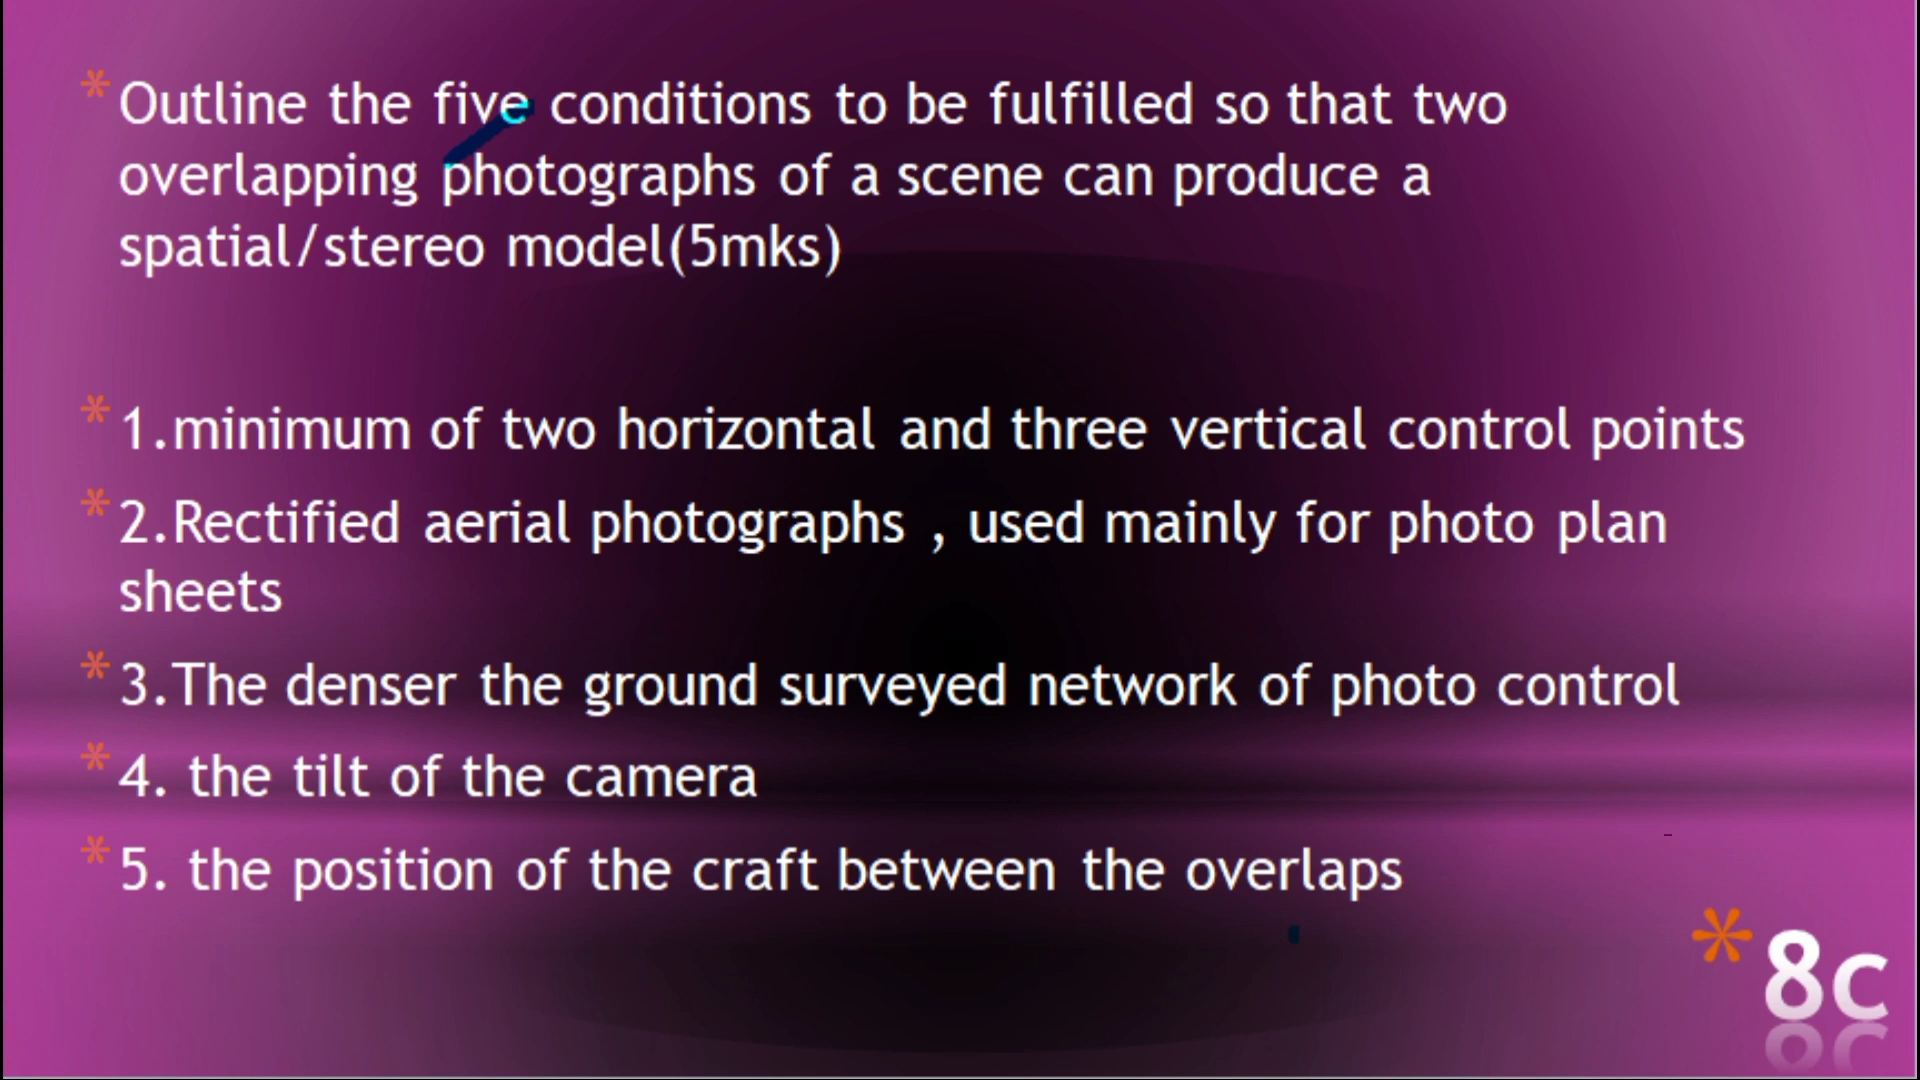 * Outline the five conditions to be fulfilled so that two
overlapping photographs of a scene can produce a
spatial/stereo model(5mks)
* 1.minimum of two horizontal and three vertical control points
* 2.Rectified aerial photographs , used mainly for photo plan
sheets
* 3.The denser the ground surveyed network of photo control
* 4. the tilt of the camera
* 5. the position of the craft between the overlaps
* 8c